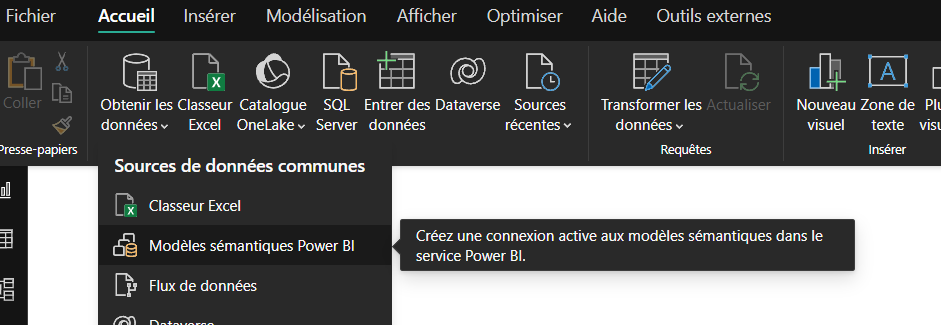 Fichier Accueil Insérer Modélisation Afficher Optimiser Aide Outils externes
Coller
Presse-papiers
Obtenir les
données
Classeur
Excel
Catalogue
OneLake
SQL
Server
Entrer des
données
Dataverse
Sources
récentes
Transformer les
données
Actualiser
Requêtes
Nouveau
visuel
Zone de
texte
Insérer
Sources de données communes
Classeur Excel
Modèles sémantiques Power BI
Créez une connexion active aux modèles sémantiques dans le
service Power BI.
Flux de données
Dataverse